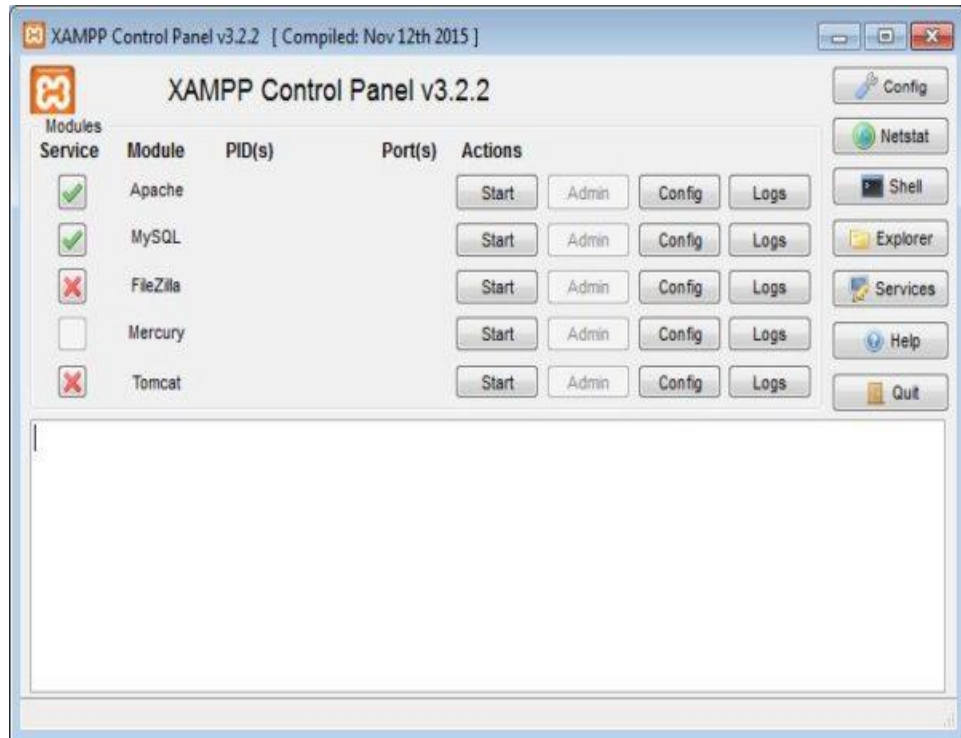 XAMPP Control Panel v3.2.2 [ Compiled: Nov 12th 2015 ]
XAMPP Control Panel v3.2.2
Config
Modules
Service Module PID(s) Port(s) Actions
Netstat
Apache Start Admin Config Logs
Shell
MySQL Start Admin Config Logs
Explorer
FileZilla Start Admin Config Logs
Services
Mercury Start Admin Config Logs
Help
Tomcat Start Admin Config Logs
Quit